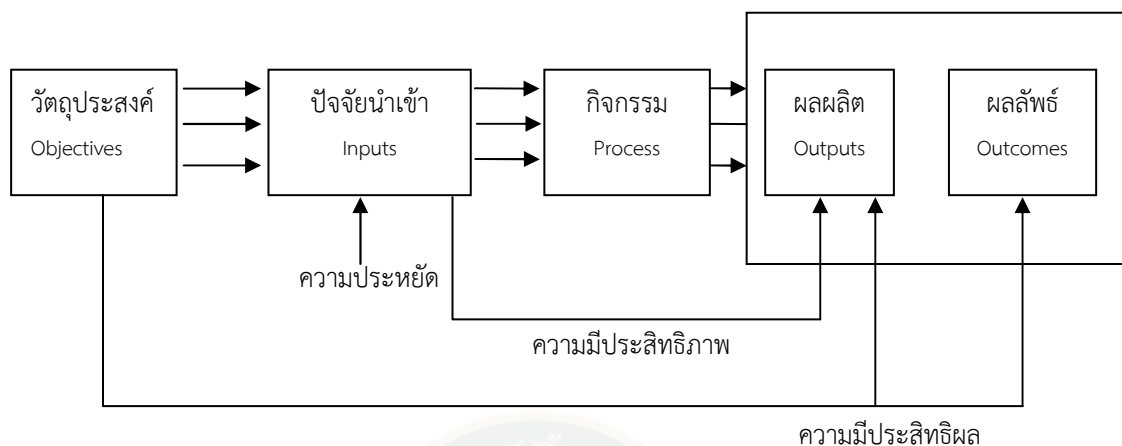 วัตถุประสงค์
Objectives
ปัจจัยนำเข้า
Inputs
กิจกรรม
Process
ผลผลิต
Outputs
ผลลัพธ์
Outcomes
ความประหยัด
ความมีประสิทธิภาพ
ความมีประสิทธิผล